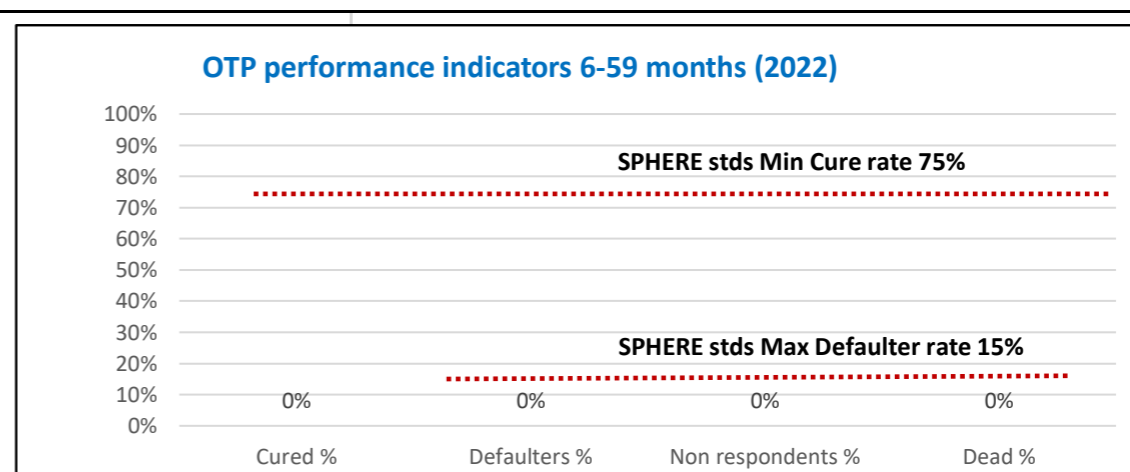 OTP performance indicators 6-59 months (2022)
100%
90%
SPHERE stds Min Cure rate 75%
80%
70%
60%
50%
40%
30%
SPHERE stds Max Defaulter rate 15%
20%
10%
0% 0% 0% 0%
0%
Cured % Defaulters % Non respondents % Dead %